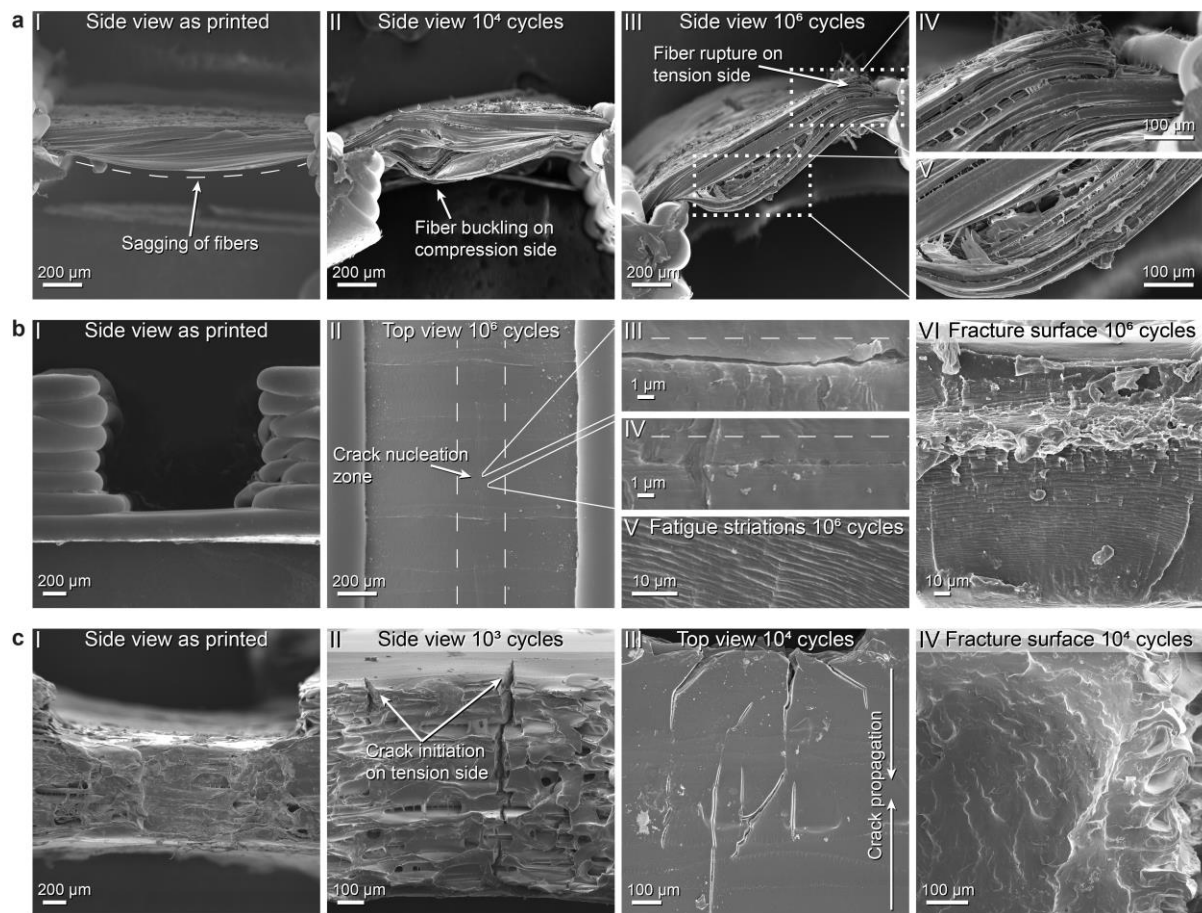 a
I
Side view as printed
Sagging of fibers
200 µm
II
Side view 10⁴ cycles
Fiber buckling on
compression side
200 µm
III
Side view 10⁶ cycles
Fiber rupture on
tension side
200 µm
IV
100 µm
V
100 µm
b
I
Side view as printed
200 µm
II
Top view 10⁶ cycles
Crack nucleation
zone
200 µm
III
1 µm
IV
1 µm
V Fatigue striations 10⁶ cycles
10 µm
VI Fracture surface 10⁶ cycles
10 µm
c
I
Side view as printed
200 µm
II
Side view 10³ cycles
Crack initiation
on tension side
100 µm
III
Top view 10⁴ cycles
Crack propagation
100 µm
IV Fracture surface 10⁴ cycles
100 µm